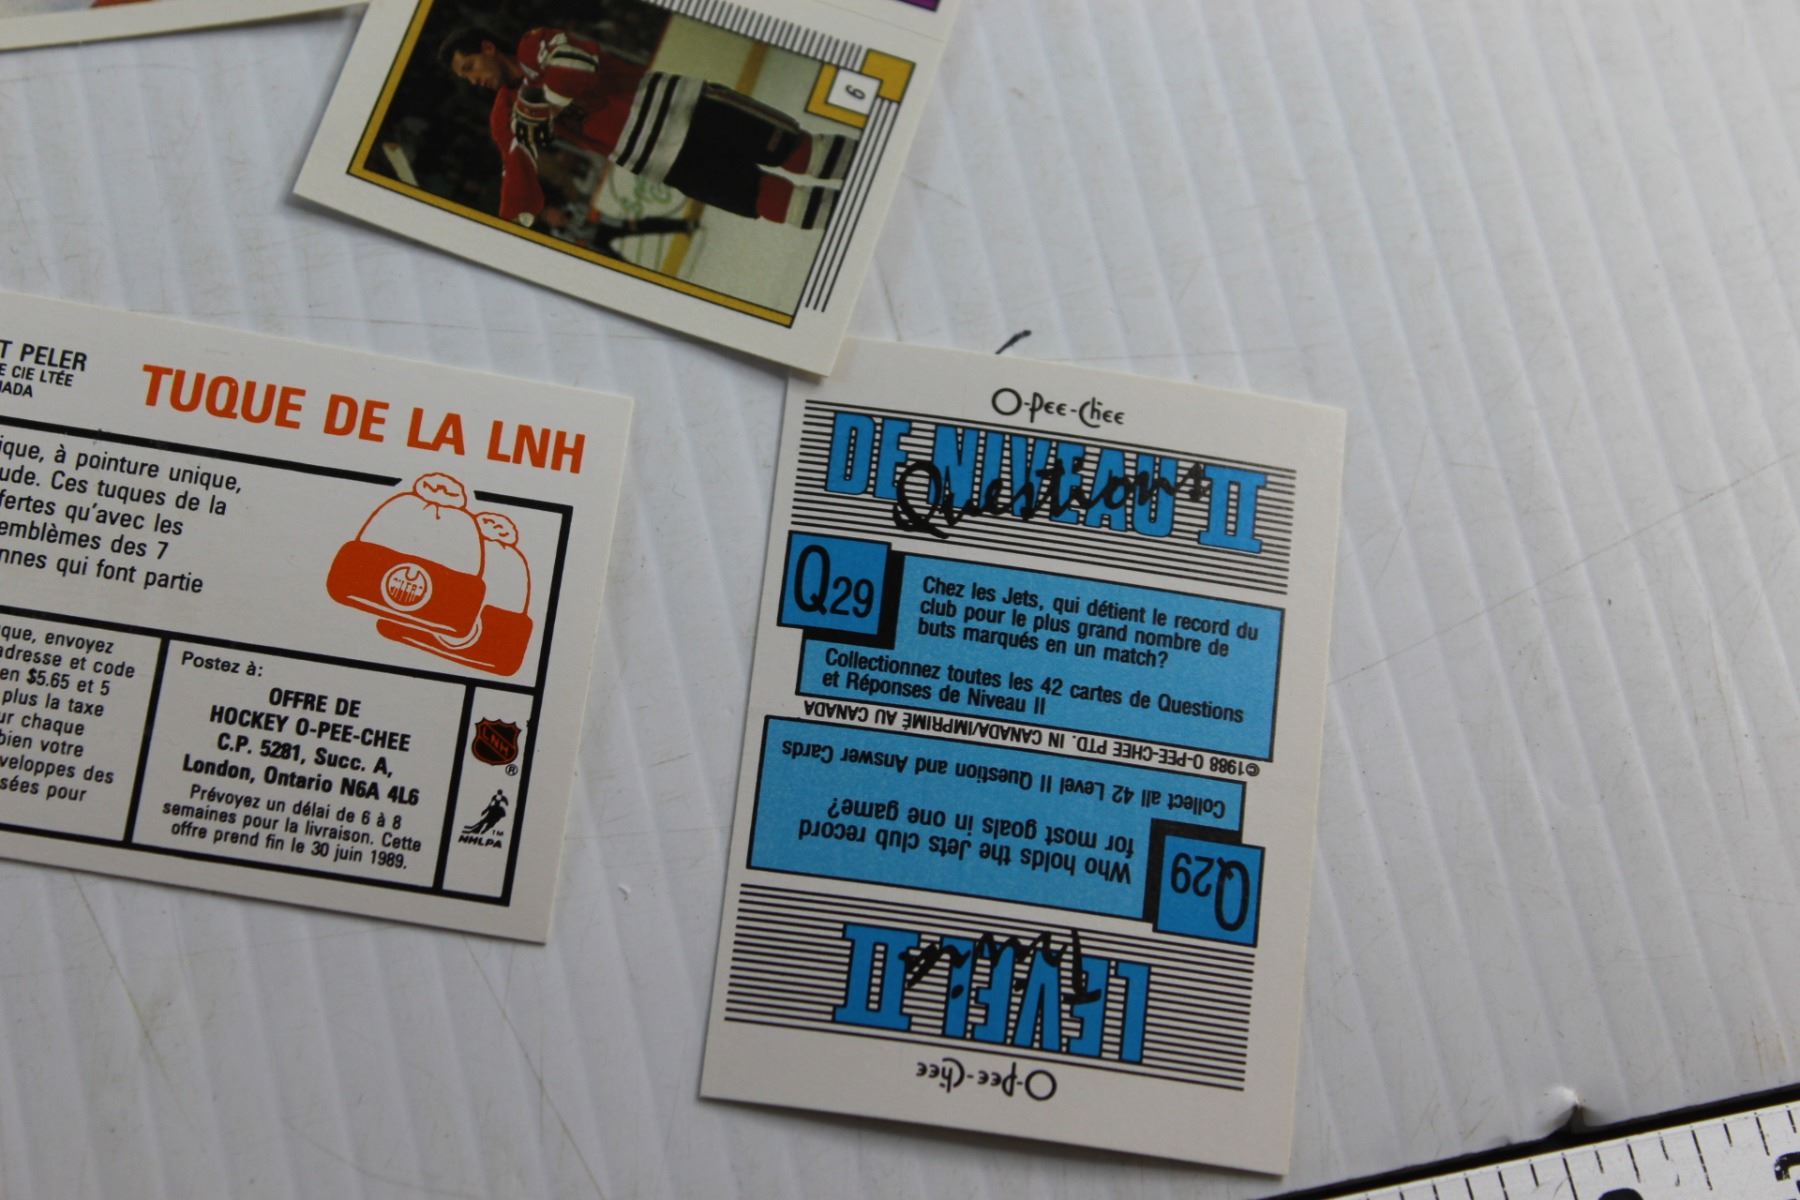 9
T PELER
E CIE LTÉE
ADA
TUQUE DE LA LNH
ique, à pointure unique,
ude. Ces tuques de la
fertes qu'avec les
emblèmes des 7
nnes qui font partie
que, envoyez
adresse et code
en $5.65 et 5
plus la taxe
ur chaque
bien votre
veloppes des
sées pour
Postez à:
OFFRE DE
HOCKEY O-PEE-CHEE
C.P. 5281, Succ. A,
London, Ontario N6A 4L6
Prévoyez un délai de 6 à 8
semaines pour la livraison. Cette
offre prend fin le 30 juin 1989.
OILERS
LNH
®
TM
NHLPA
O-Pee-Chee
DE NIVEAU II
Questions
Q29
Chez les Jets, qui détient le record du
club pour le plus grand nombre de
buts marqués en un match?
Collectionnez toutes les 42 cartes de Questions
et Réponses de Niveau II
O-Pee-Chee
LEVEL II
Trivia
Q29
Who holds the Jets club record
for most goals in one game?
Collect all 42 Level II Question and Answer Cards
©1988 O-PEE-CHEE PTD. IN CANADA/IMPRIMÉ AU CANADA